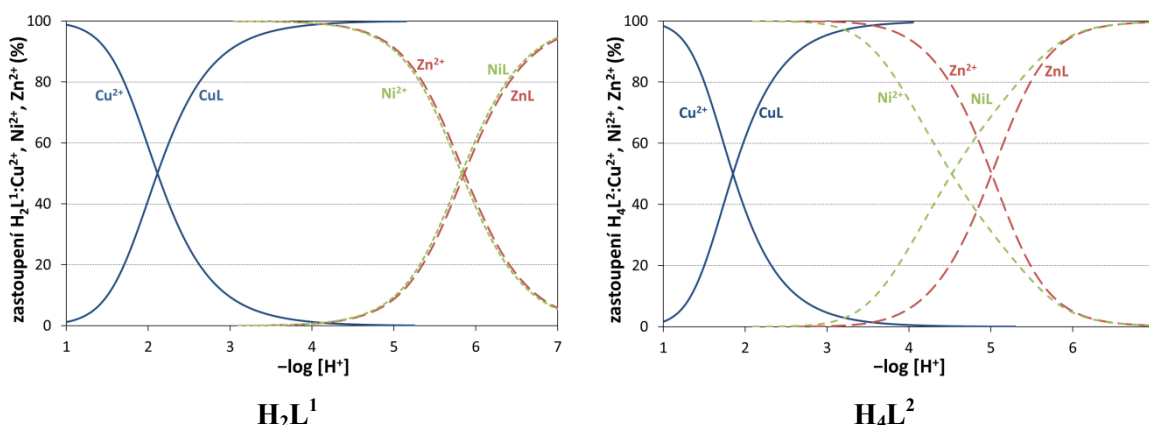 zastoupení H₂L¹:Cu²⁺, Ni²⁺, Zn²⁺ (%)
100
80
60
40
20
0
Cu²⁺
CuL
Zn²⁺
Ni²⁺
NiL
ZnL
1 2 3 4 5 6 7
−log [H⁺]
H₂L¹
zastoupení H₄L²:Cu²⁺, Ni²⁺, Zn²⁺ (%)
100
80
60
40
20
0
Cu²⁺
CuL
Ni²⁺
Zn²⁺
NiL
ZnL
1 2 3 4 5 6
−log [H⁺]
H₄L²